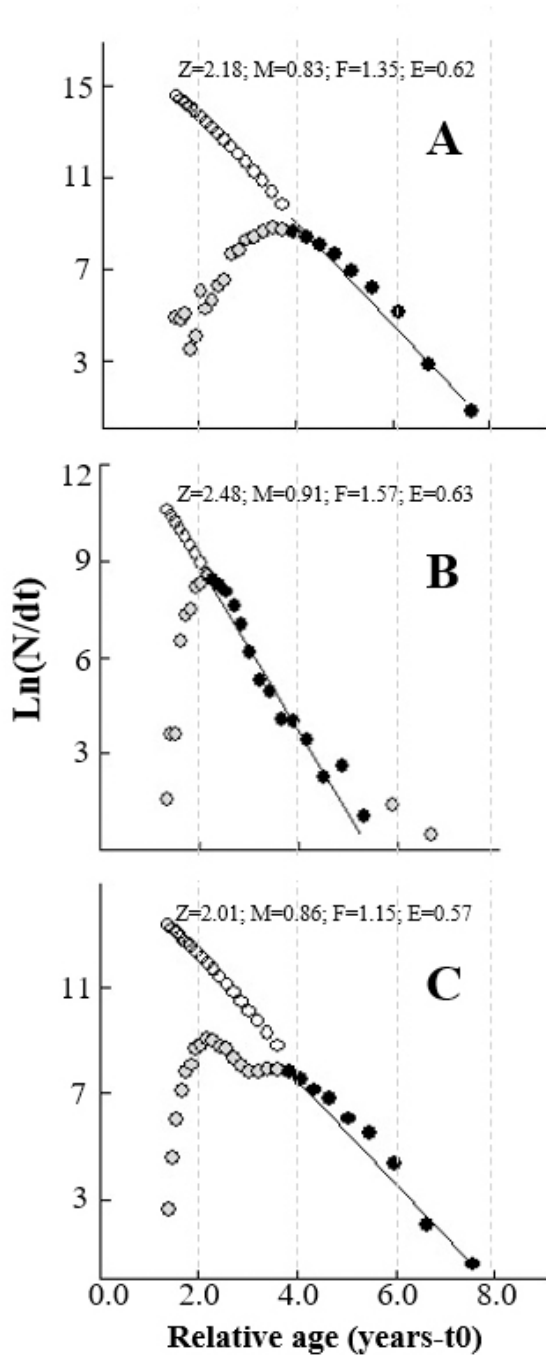 Z=2.18; M=0.83; F=1.35; E=0.62
A
15
11
7
3
Z=2.48; M=0.91; F=1.57; E=0.63
B
12
9
6
3
Ln(N/dt)
Z=2.01; M=0.86; F=1.15; E=0.57
C
11
7
3
0.0 2.0 4.0 6.0 8.0
Relative age (years-t0)